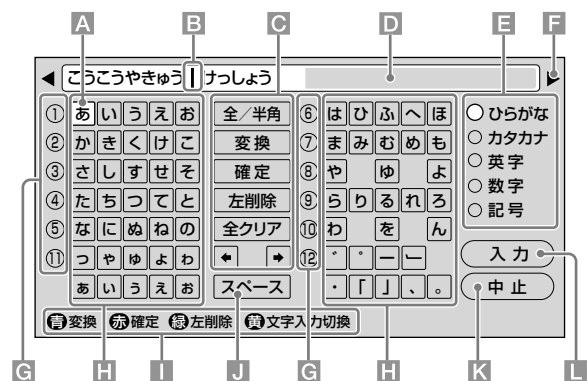 A B C D E F
◀ こうこうやきゅう けっしょう ▶
① あ い う え お 全／半角 ⑥ は ひ ふ へ ほ ○ ひらがな
② か き く け こ 変換 ⑦ ま み む め も ○ カタカナ
③ さ し す せ そ 確定 ⑧ や ゆ よ ○ 英字
④ た ち つ て と 左削除 ⑨ ら り る れ ろ ○ 数字
⑤ な に ぬ ね の 全クリア ⑩ わ を ん ○ 記号
⑪ っ ゃ ゅ ょ ゎ ← → ⑫ ゛ ゜ ー 入力
ぁ ぃ ぅ ぇ ぉ スペース ・ 「 」 、 。 中止
青変換 赤確定 緑左削除 黄文字入力切換
G H I J G H K L